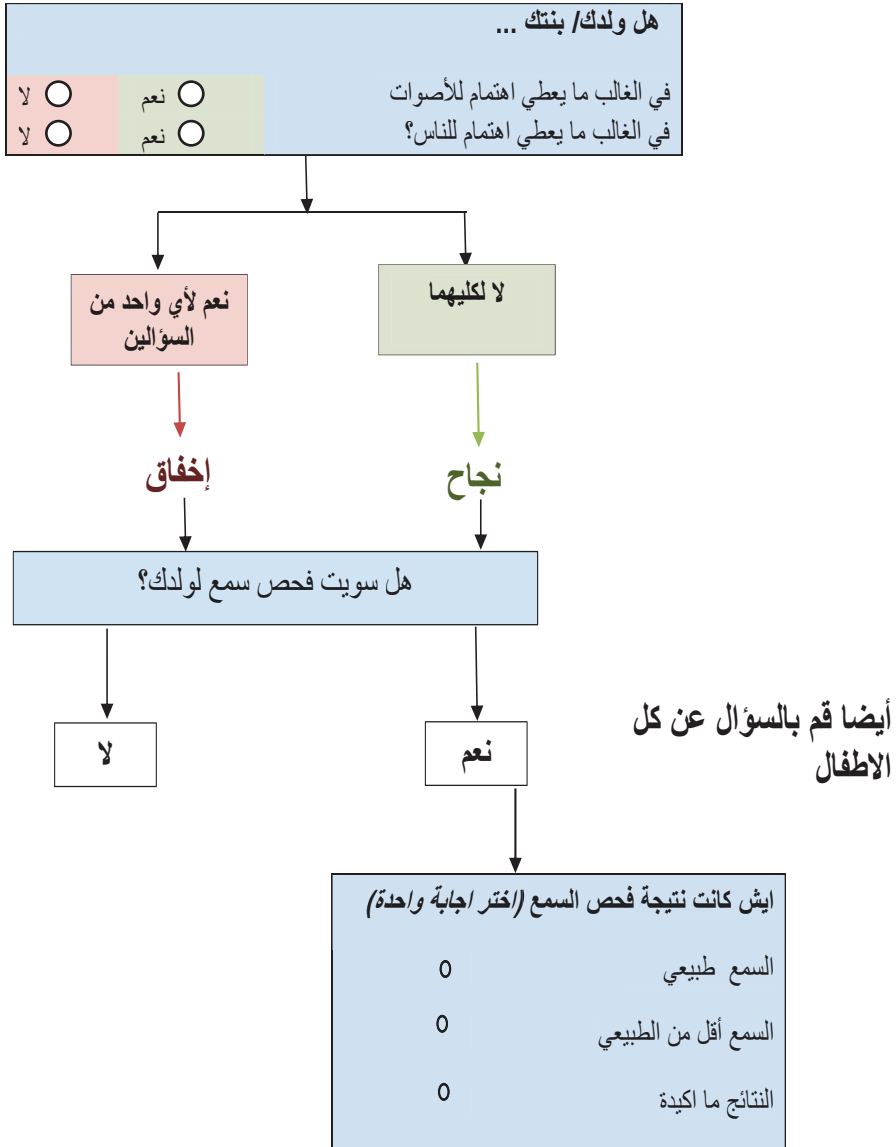 هل ولدك/ بنتك ...
في الغالب ما يعطي اهتمام للأصوات نعم لا
في الغالب ما يعطي اهتمام للناس؟ نعم لا
لا لكليهما
نعم لأي واحد من
السؤالين
نجاح
إخفاق
هل سويت فحص سمع لولدك؟
أيضا قم بالسؤال عن كل
الاطفال
نعم
لا
ايش كانت نتيجة فحص السمع (اختر اجابة واحدة)
السمع طبيعي
السمع أقل من الطبيعي
النتائج ما اكيدة